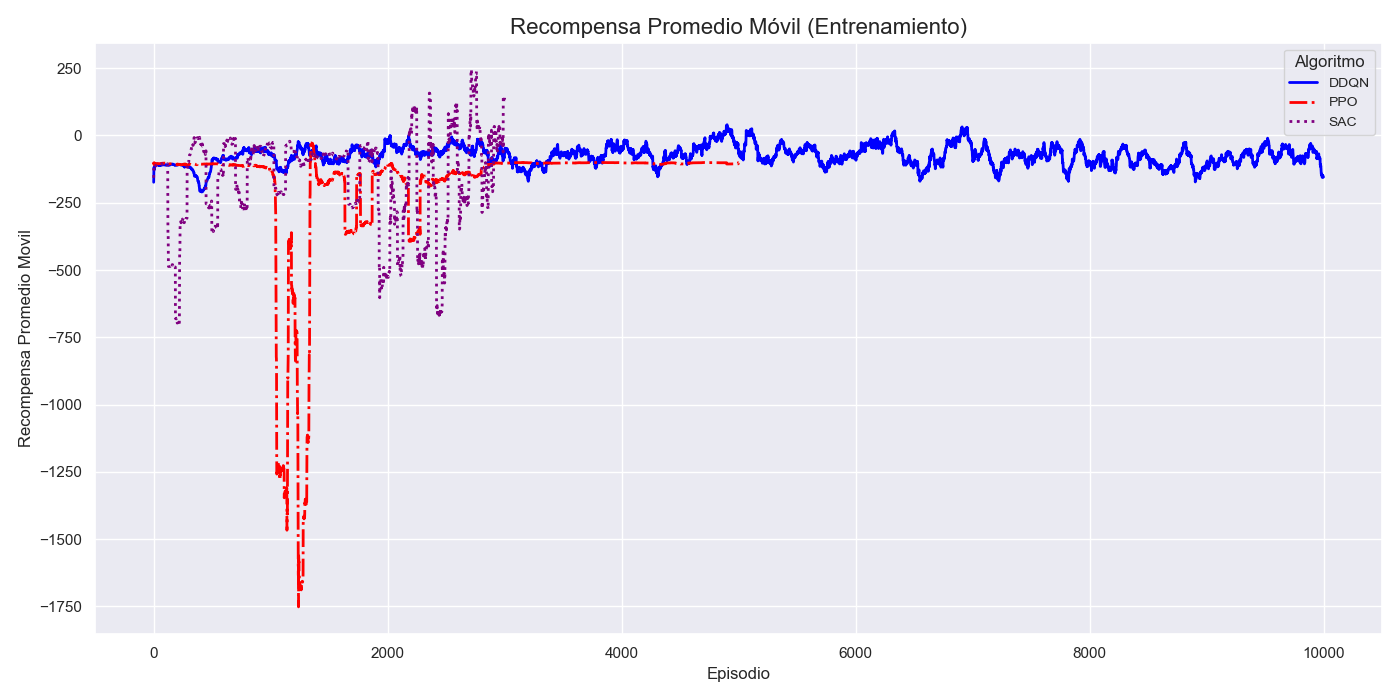 Recompensa Promedio Móvil (Entrenamiento)
Algoritmo
DDQN
PPO
SAC
Recompensa Promedio Movil
250
0
−250
−500
−750
−1000
−1250
−1500
−1750
0
2000
4000
6000
8000
10000
Episodio